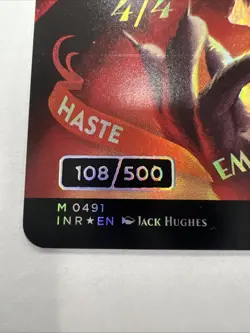 4/4
HASTE
EM
108/500
M 0491
INR★EN JACK HUGHES